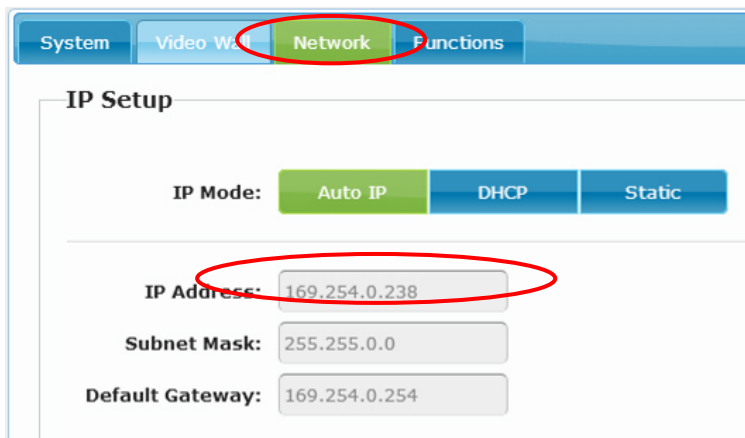 System Video Wall Network Functions
IP Setup
IP Mode: Auto IP DHCP Static
IP Address: 169.254.0.238
Subnet Mask: 255.255.0.0
Default Gateway: 169.254.0.254